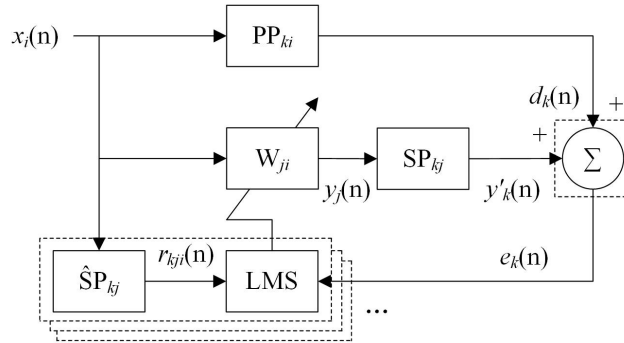 xᵢ(n)
PPₖᵢ
dₖ(n)
+
+
Wⱼᵢ
yⱼ(n)
SPₖⱼ
y'ₖ(n)
Σ
ŜPₖⱼ
rₖⱼᵢ(n)
LMS
eₖ(n)
...